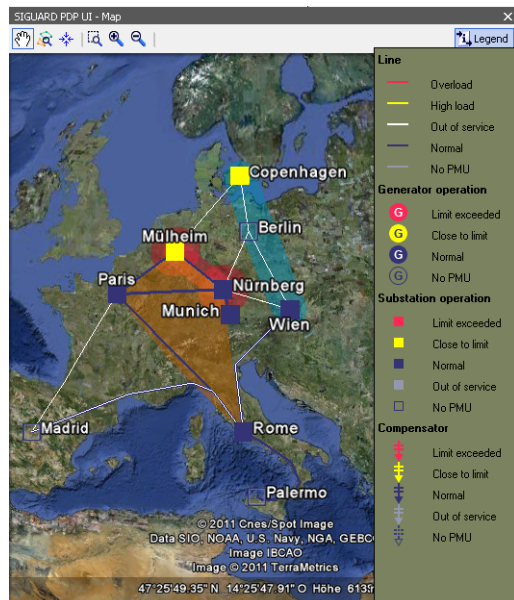 SIGUARD PDP UI - Map
Legend
Line
Overload
High load
Out of service
Normal
No PMU
Generator operation
G Limit exceeded
G Close to limit
G Normal
G No PMU
Substation operation
Limit exceeded
Close to limit
Normal
Out of service
No PMU
Compensator
Limit exceeded
Close to limit
Normal
Out of service
No PMU
Copenhagen
Berlin
Mülheim
Paris
Nürnberg
Munich
Wien
Madrid
Rome
Palermo
© 2011 Cnes/Spot Image
Data SIO, NOAA, U.S. Navy, NGA, GEBC
Image IBCAO
Image © 2011 TerraMetrics
47°25'49.35" N 14°25'47.91" O Höhe